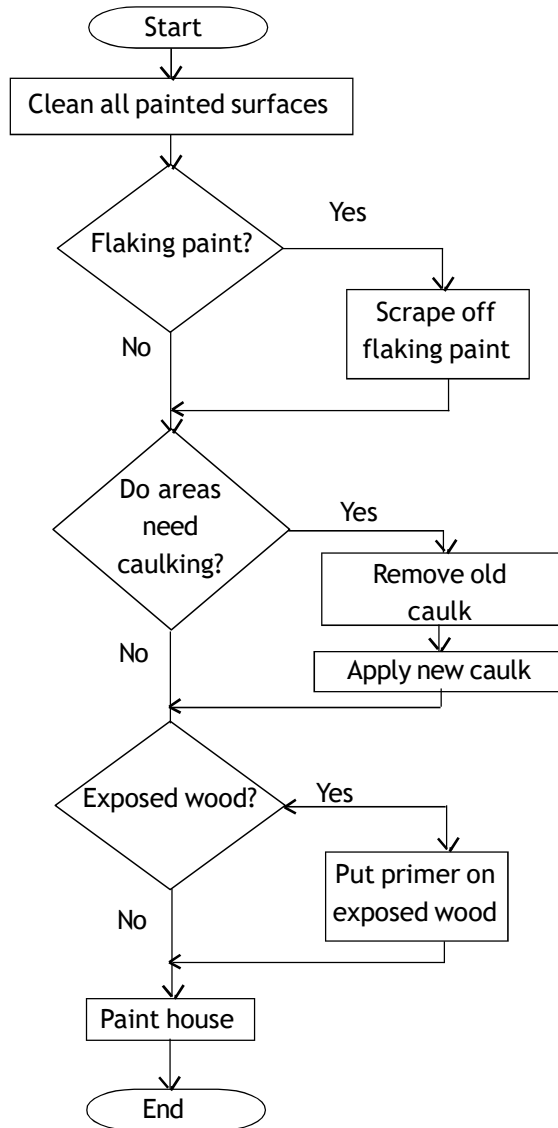 Start
Clean all painted surfaces
Flaking paint?
Yes
Scrape off
flaking paint
No
Do areas
need
caulking?
Yes
Remove old
caulk
Apply new caulk
No
Exposed wood?
Yes
Put primer on
exposed wood
No
Paint house
End